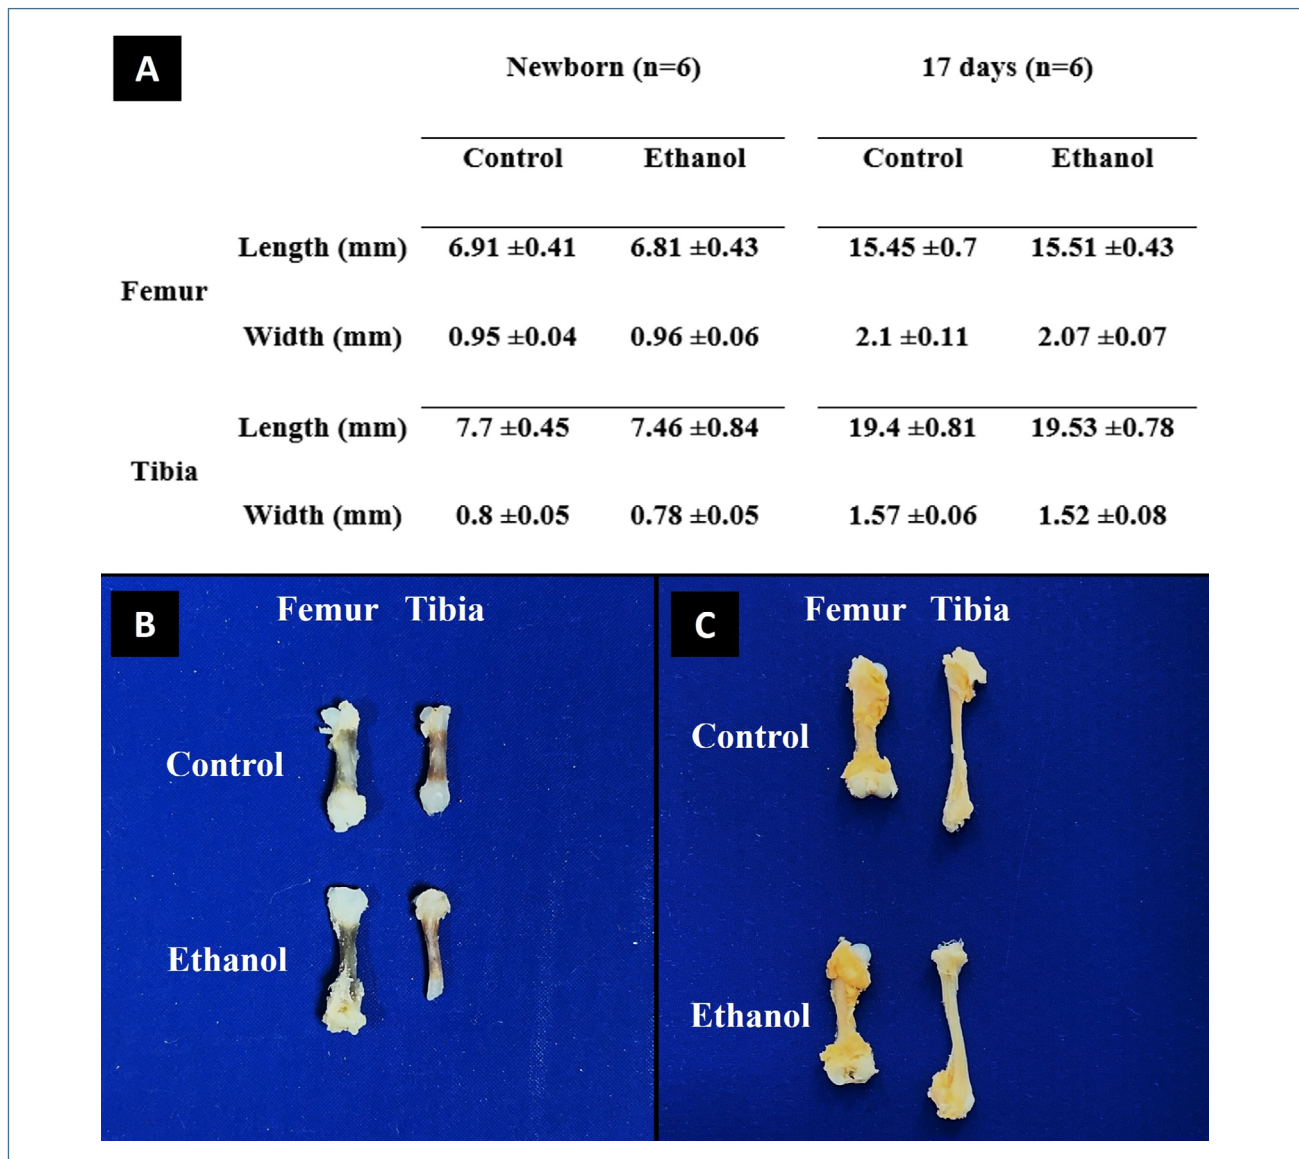 A
Newborn (n=6) 17 days (n=6)
Control Ethanol Control Ethanol
Length (mm) 6.91 ±0.41 6.81 ±0.43 15.45 ±0.7 15.51 ±0.43
Femur
Width (mm) 0.95 ±0.04 0.96 ±0.06 2.1 ±0.11 2.07 ±0.07
Length (mm) 7.7 ±0.45 7.46 ±0.84 19.4 ±0.81 19.53 ±0.78
Tibia
Width (mm) 0.8 ±0.05 0.78 ±0.05 1.57 ±0.06 1.52 ±0.08
B
Femur Tibia
Control
Ethanol
C
Femur Tibia
Control
Ethanol